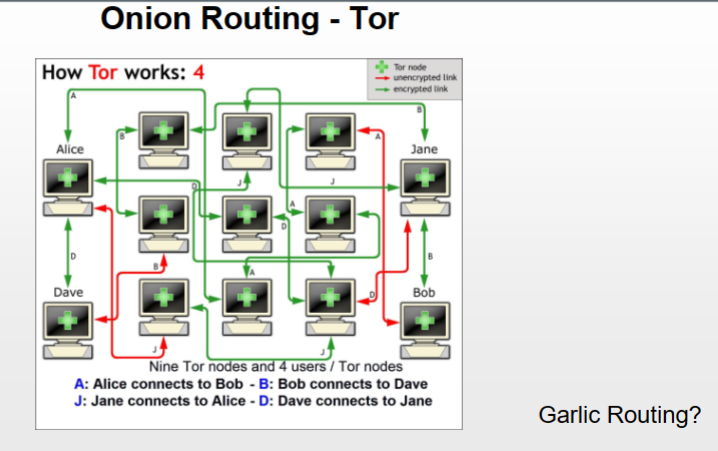 Onion Routing - Tor
How Tor works: 4
Tor node
unencrypted link
encrypted link
A
B
B
A
Alice
Jane
D
J
J
A
D
D
B
B
A
D
Dave
Bob
J
J
Nine Tor nodes and 4 users / Tor nodes
A: Alice connects to Bob - B: Bob connects to Dave
J: Jane connects to Alice - D: Dave connects to Jane
Garlic Routing?